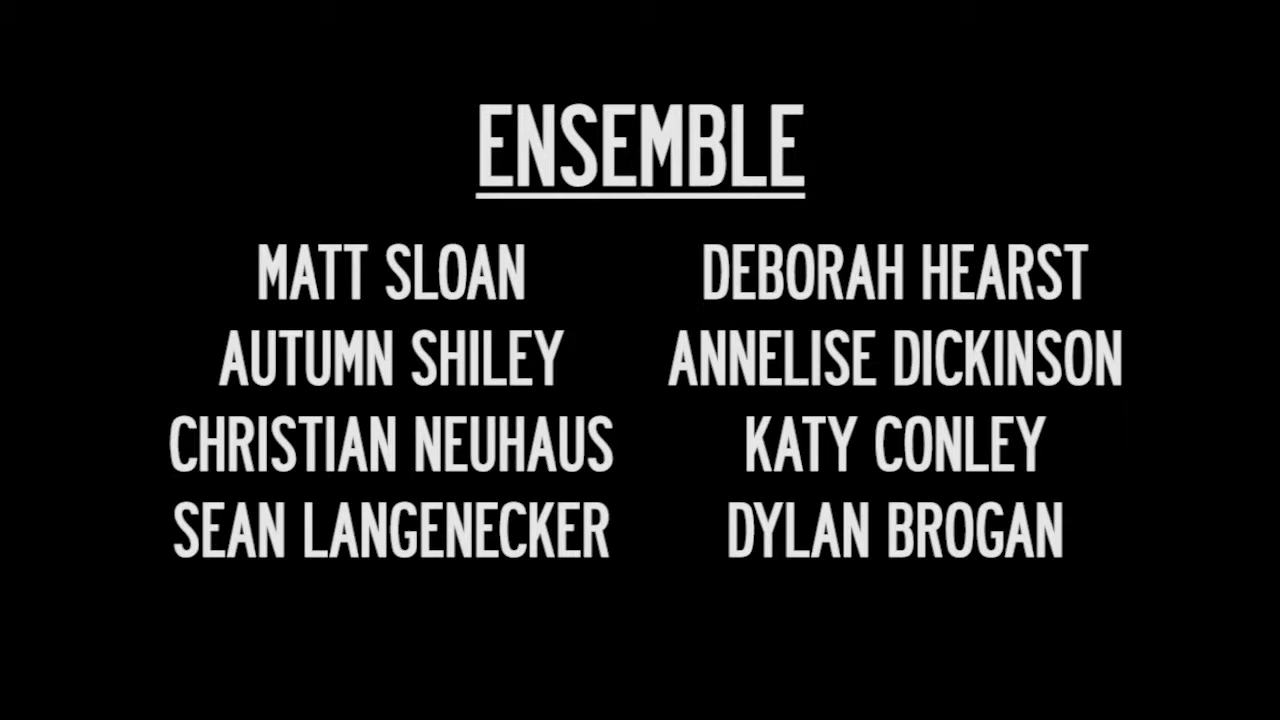 ENSEMBLE
MATT SLOAN
AUTUMN SHILEY
CHRISTIAN NEUHAUS
SEAN LANGENECKER
DEBORAH HEARST
ANNELISE DICKINSON
KATY CONLEY
DYLAN BROGAN